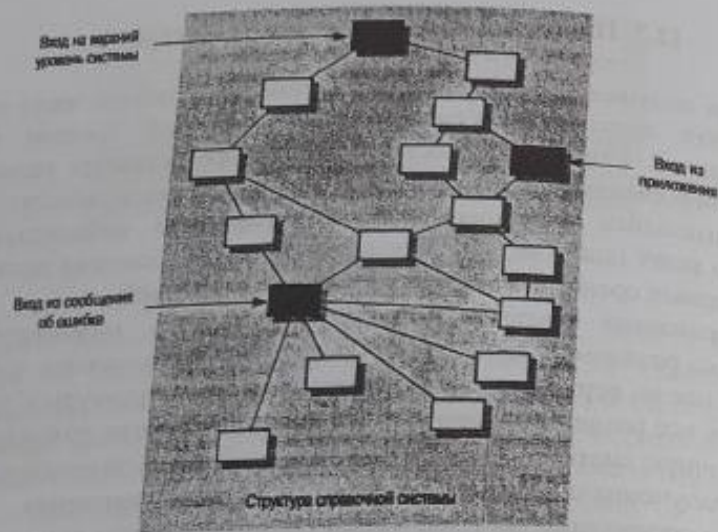 Вход на верхний
уровень системы
Вход из
приложения
Вход из сообщения
об ошибке
Структура справочной системы